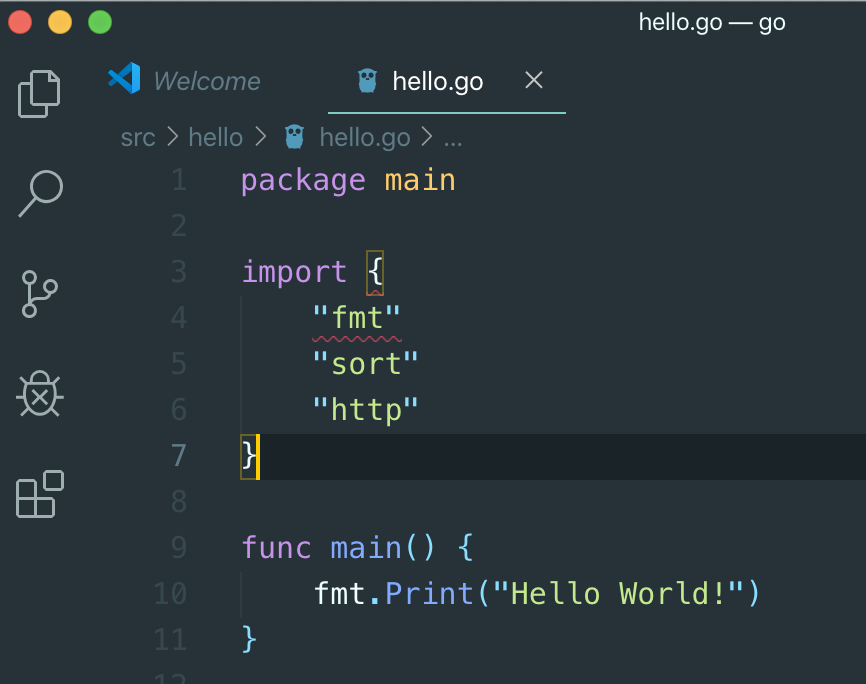 hello.go — go
Welcome hello.go
src > hello > hello.go > ...
1 package main
2
3 import {
4 "fmt"
5 "sort"
6 "http"
7 }
8
9 func main() {
10 fmt.Print("Hello World!")
11 }
12